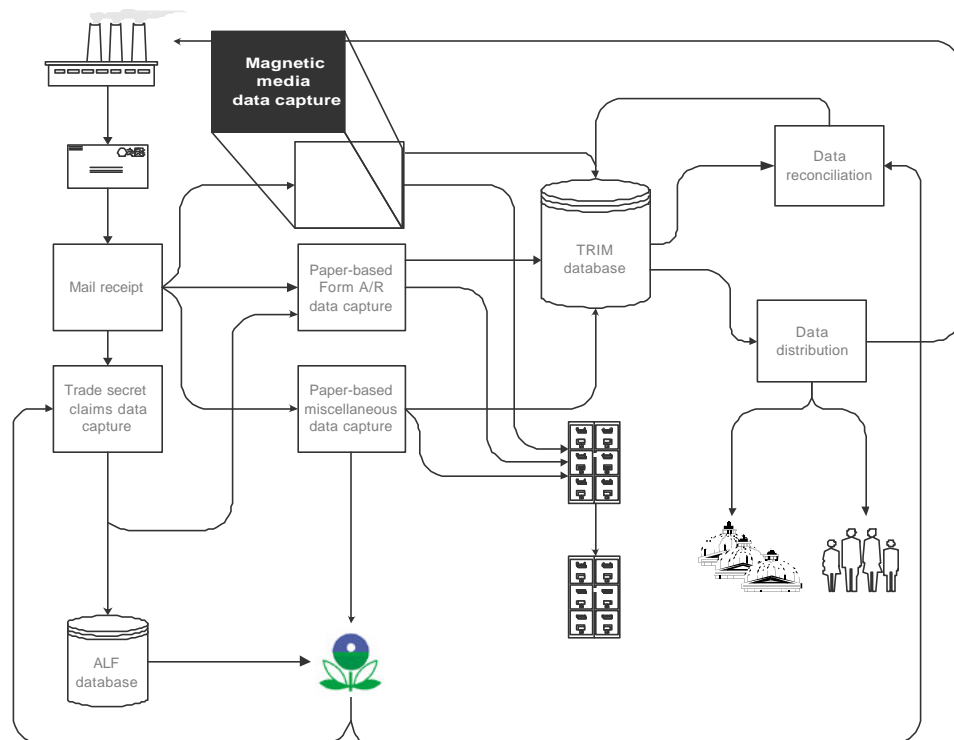 Magnetic
media
data capture
Data
reconciliation
Mail receipt
Paper-based
Form A/R
data capture
TRIM
database
Data
distribution
Trade secret
claims data
capture
Paper-based
miscellaneous
data capture
ALF
database